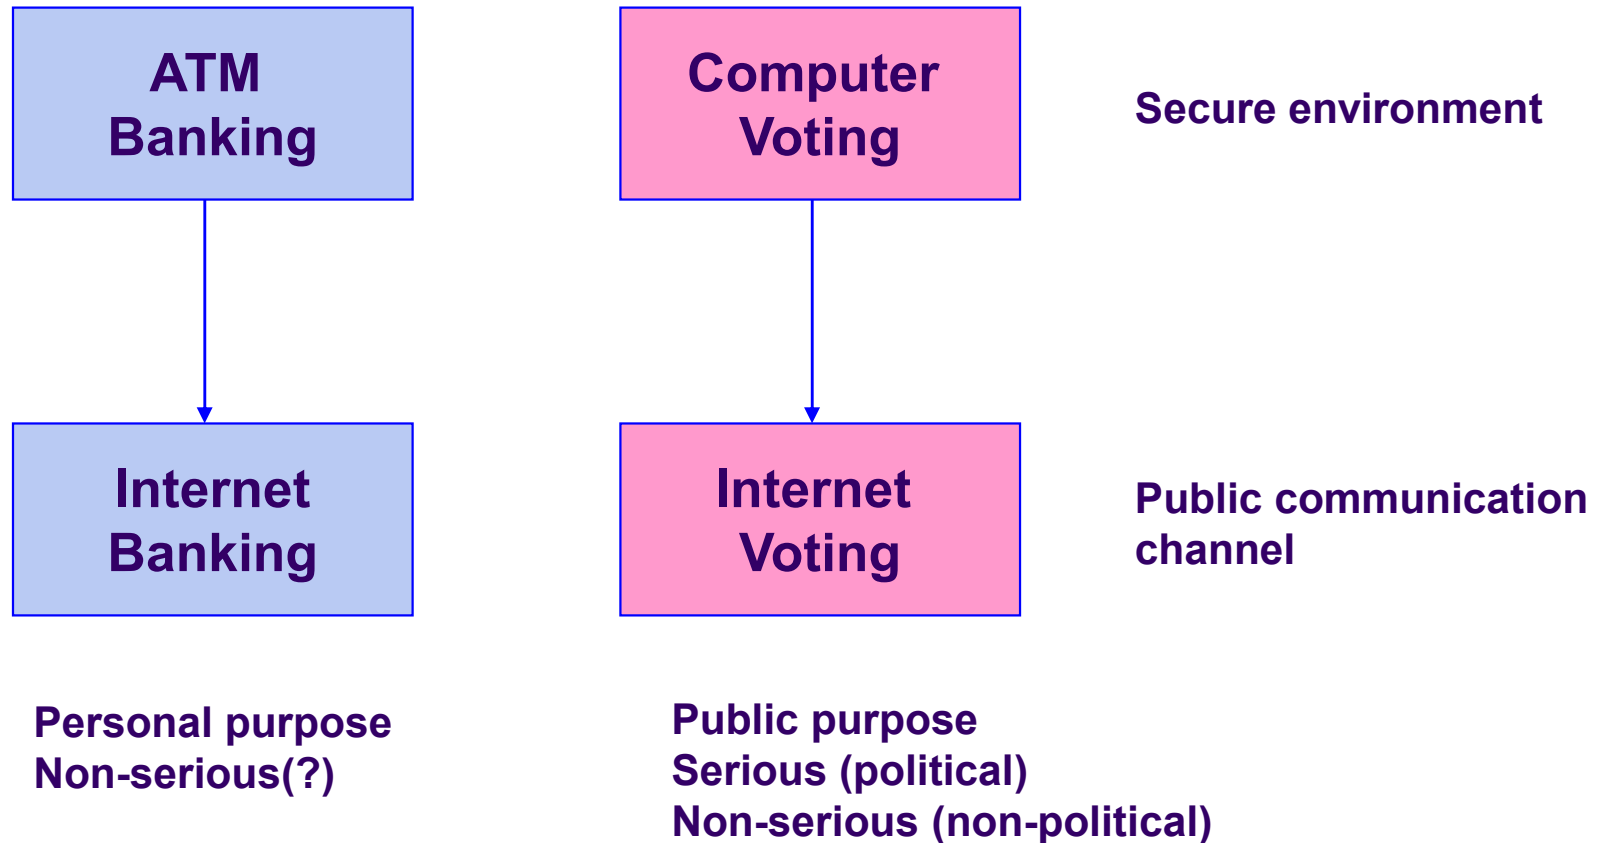 ATM
Banking
Computer
Voting
Secure environment
Internet
Banking
Internet
Voting
Public communication
channel
Personal purpose
Non-serious(?)
Public purpose
Serious (political)
Non-serious (non-political)